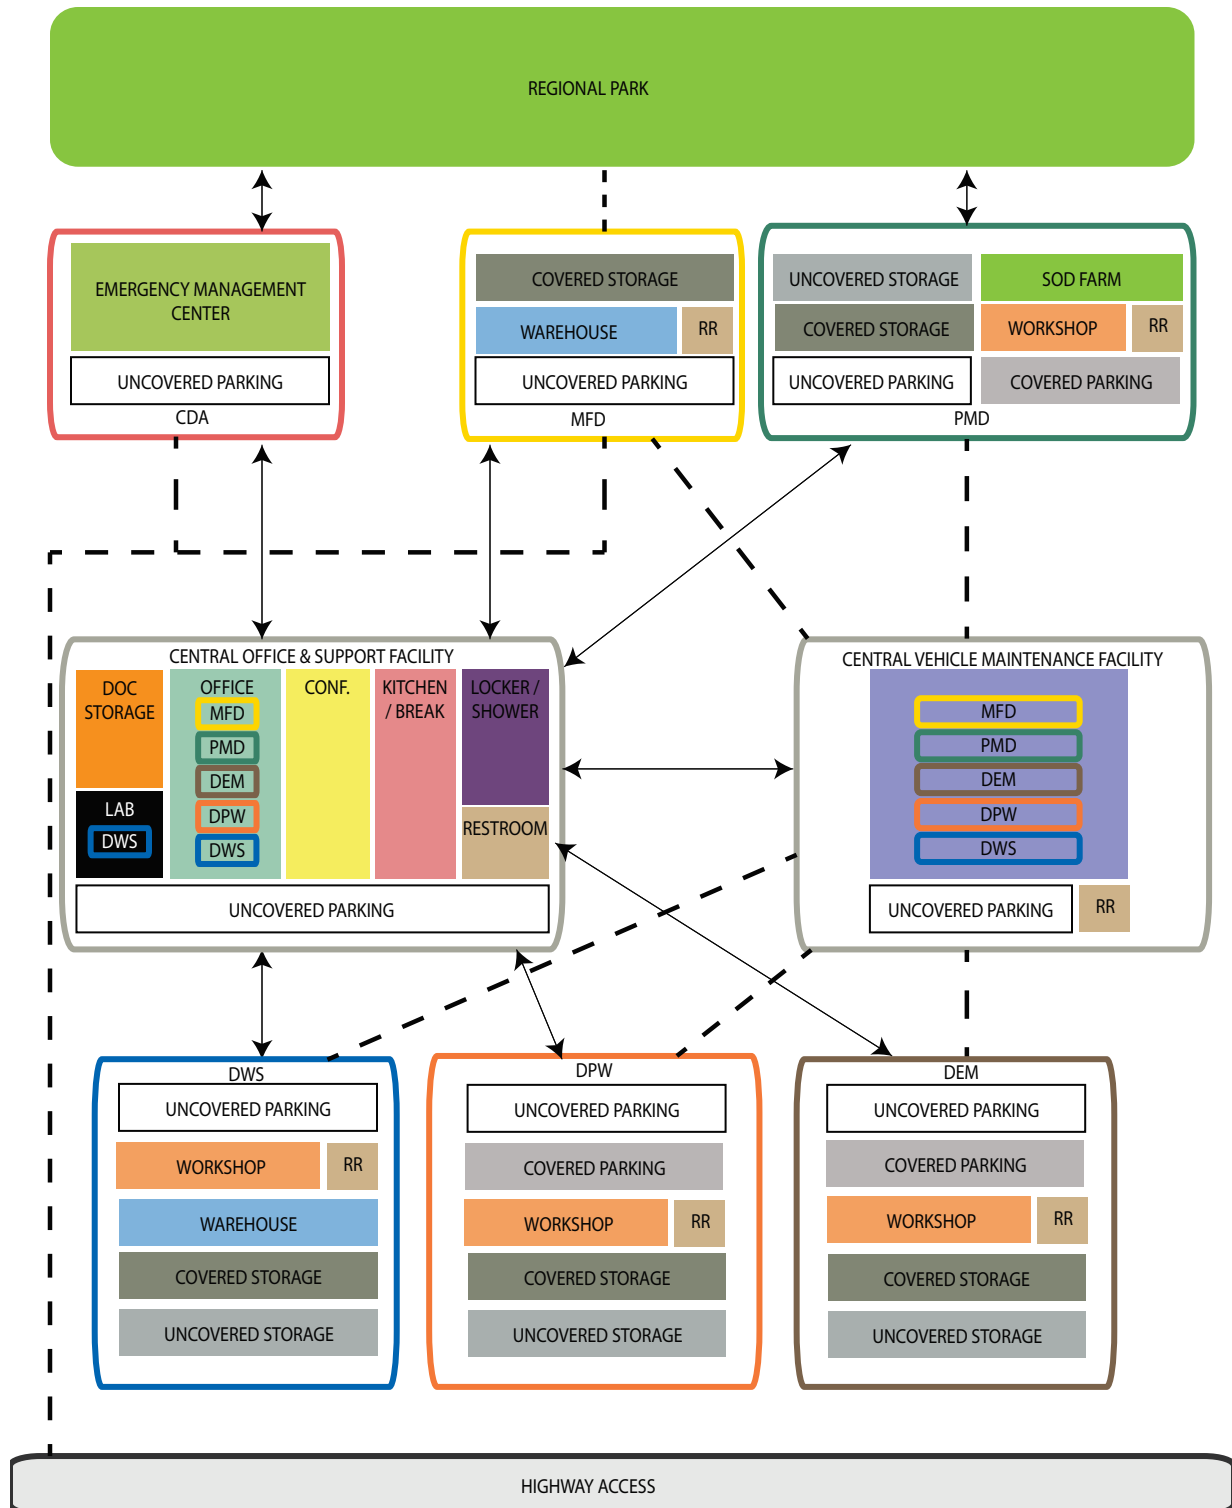 REGIONAL PARK
EMERGENCY MANAGEMENT
CENTER
UNCOVERED PARKING
CDA
COVERED STORAGE
WAREHOUSE
RR
UNCOVERED PARKING
MFD
UNCOVERED STORAGE
SOD FARM
COVERED STORAGE
WORKSHOP
RR
UNCOVERED PARKING
COVERED PARKING
PMD
CENTRAL OFFICE & SUPPORT FACILITY
DOC
STORAGE
LAB
DWS
OFFICE
MFD
PMD
DEM
DPW
DWS
CONF.
KITCHEN
/ BREAK
LOCKER /
SHOWER
RESTROOM
UNCOVERED PARKING
CENTRAL VEHICLE MAINTENANCE FACILITY
MFD
PMD
DEM
DPW
DWS
UNCOVERED PARKING
RR
DWS
UNCOVERED PARKING
WORKSHOP
RR
WAREHOUSE
COVERED STORAGE
UNCOVERED STORAGE
DPW
UNCOVERED PARKING
COVERED PARKING
WORKSHOP
RR
COVERED STORAGE
UNCOVERED STORAGE
DEM
UNCOVERED PARKING
COVERED PARKING
WORKSHOP
RR
COVERED STORAGE
UNCOVERED STORAGE
HIGHWAY ACCESS